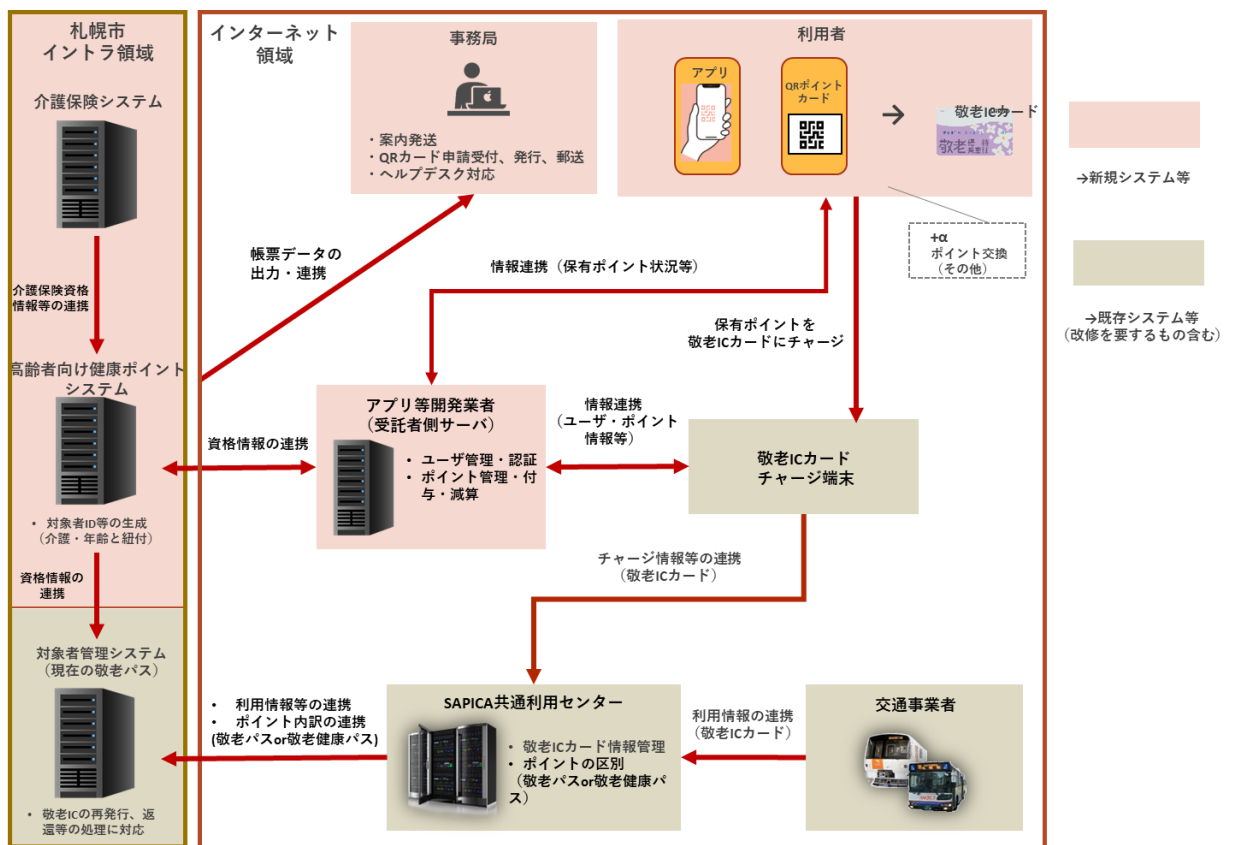 札幌市
イントラ領域
介護保険システム
介護保険資格
情報等の連携
高齢者向け健康ポイント
システム
• 対象者ID等の生成
（介護・年齢と紐付）
資格情報の
連携
対象者管理システム
（現在の敬老パス）
• 敬老ICの再発行、返
還等の処理に対応
インターネット
領域
事務局
・案内発送
・QRカード申請受付、発行、郵送
・ヘルプデスク対応
利用者
アプリ
QRポイント
カード
→
敬老ICカード
敬老優待乗車証
+α
ポイント交換
（その他）
帳票データの
出力・連携
情報連携（保有ポイント状況等）
保有ポイントを
敬老ICカードにチャージ
アプリ等開発業者
（受託者側サーバ）
• ユーザ管理・認証
• ポイント管理・付
与・減算
資格情報の連携
情報連携
（ユーザ・ポイント
情報等）
敬老ICカード
チャージ端末
チャージ情報等の連携
（敬老ICカード）
• 利用情報等の連携
• ポイント内訳の連携
(敬老パスor敬老健康パス)
SAPICA共通利用センター
• 敬老ICカード情報管理
• ポイントの区別
（敬老パスor敬老健康パ
ス）
利用情報の連携
（敬老ICカード）
交通事業者
→新規システム等
→既存システム等
（改修を要するもの含む）